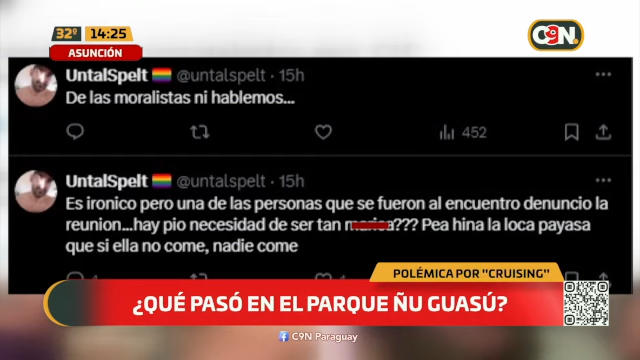 32º 14:25
ASUNCIÓN
C9N
UntalSpelt @untalspelt · 15h
De las moralistas ni hablemos...
452
UntalSpelt @untalspelt · 15h
Es ironico pero una de las personas que se fueron al encuentro denuncio la
reunion...hay pio necesidad de ser tan marica??? Pea hina la loca payasa
que si ella no come, nadie come
POLÉMICA POR "CRUISING"
¿QUÉ PASÓ EN EL PARQUE ÑU GUASÚ?
C9N Paraguay